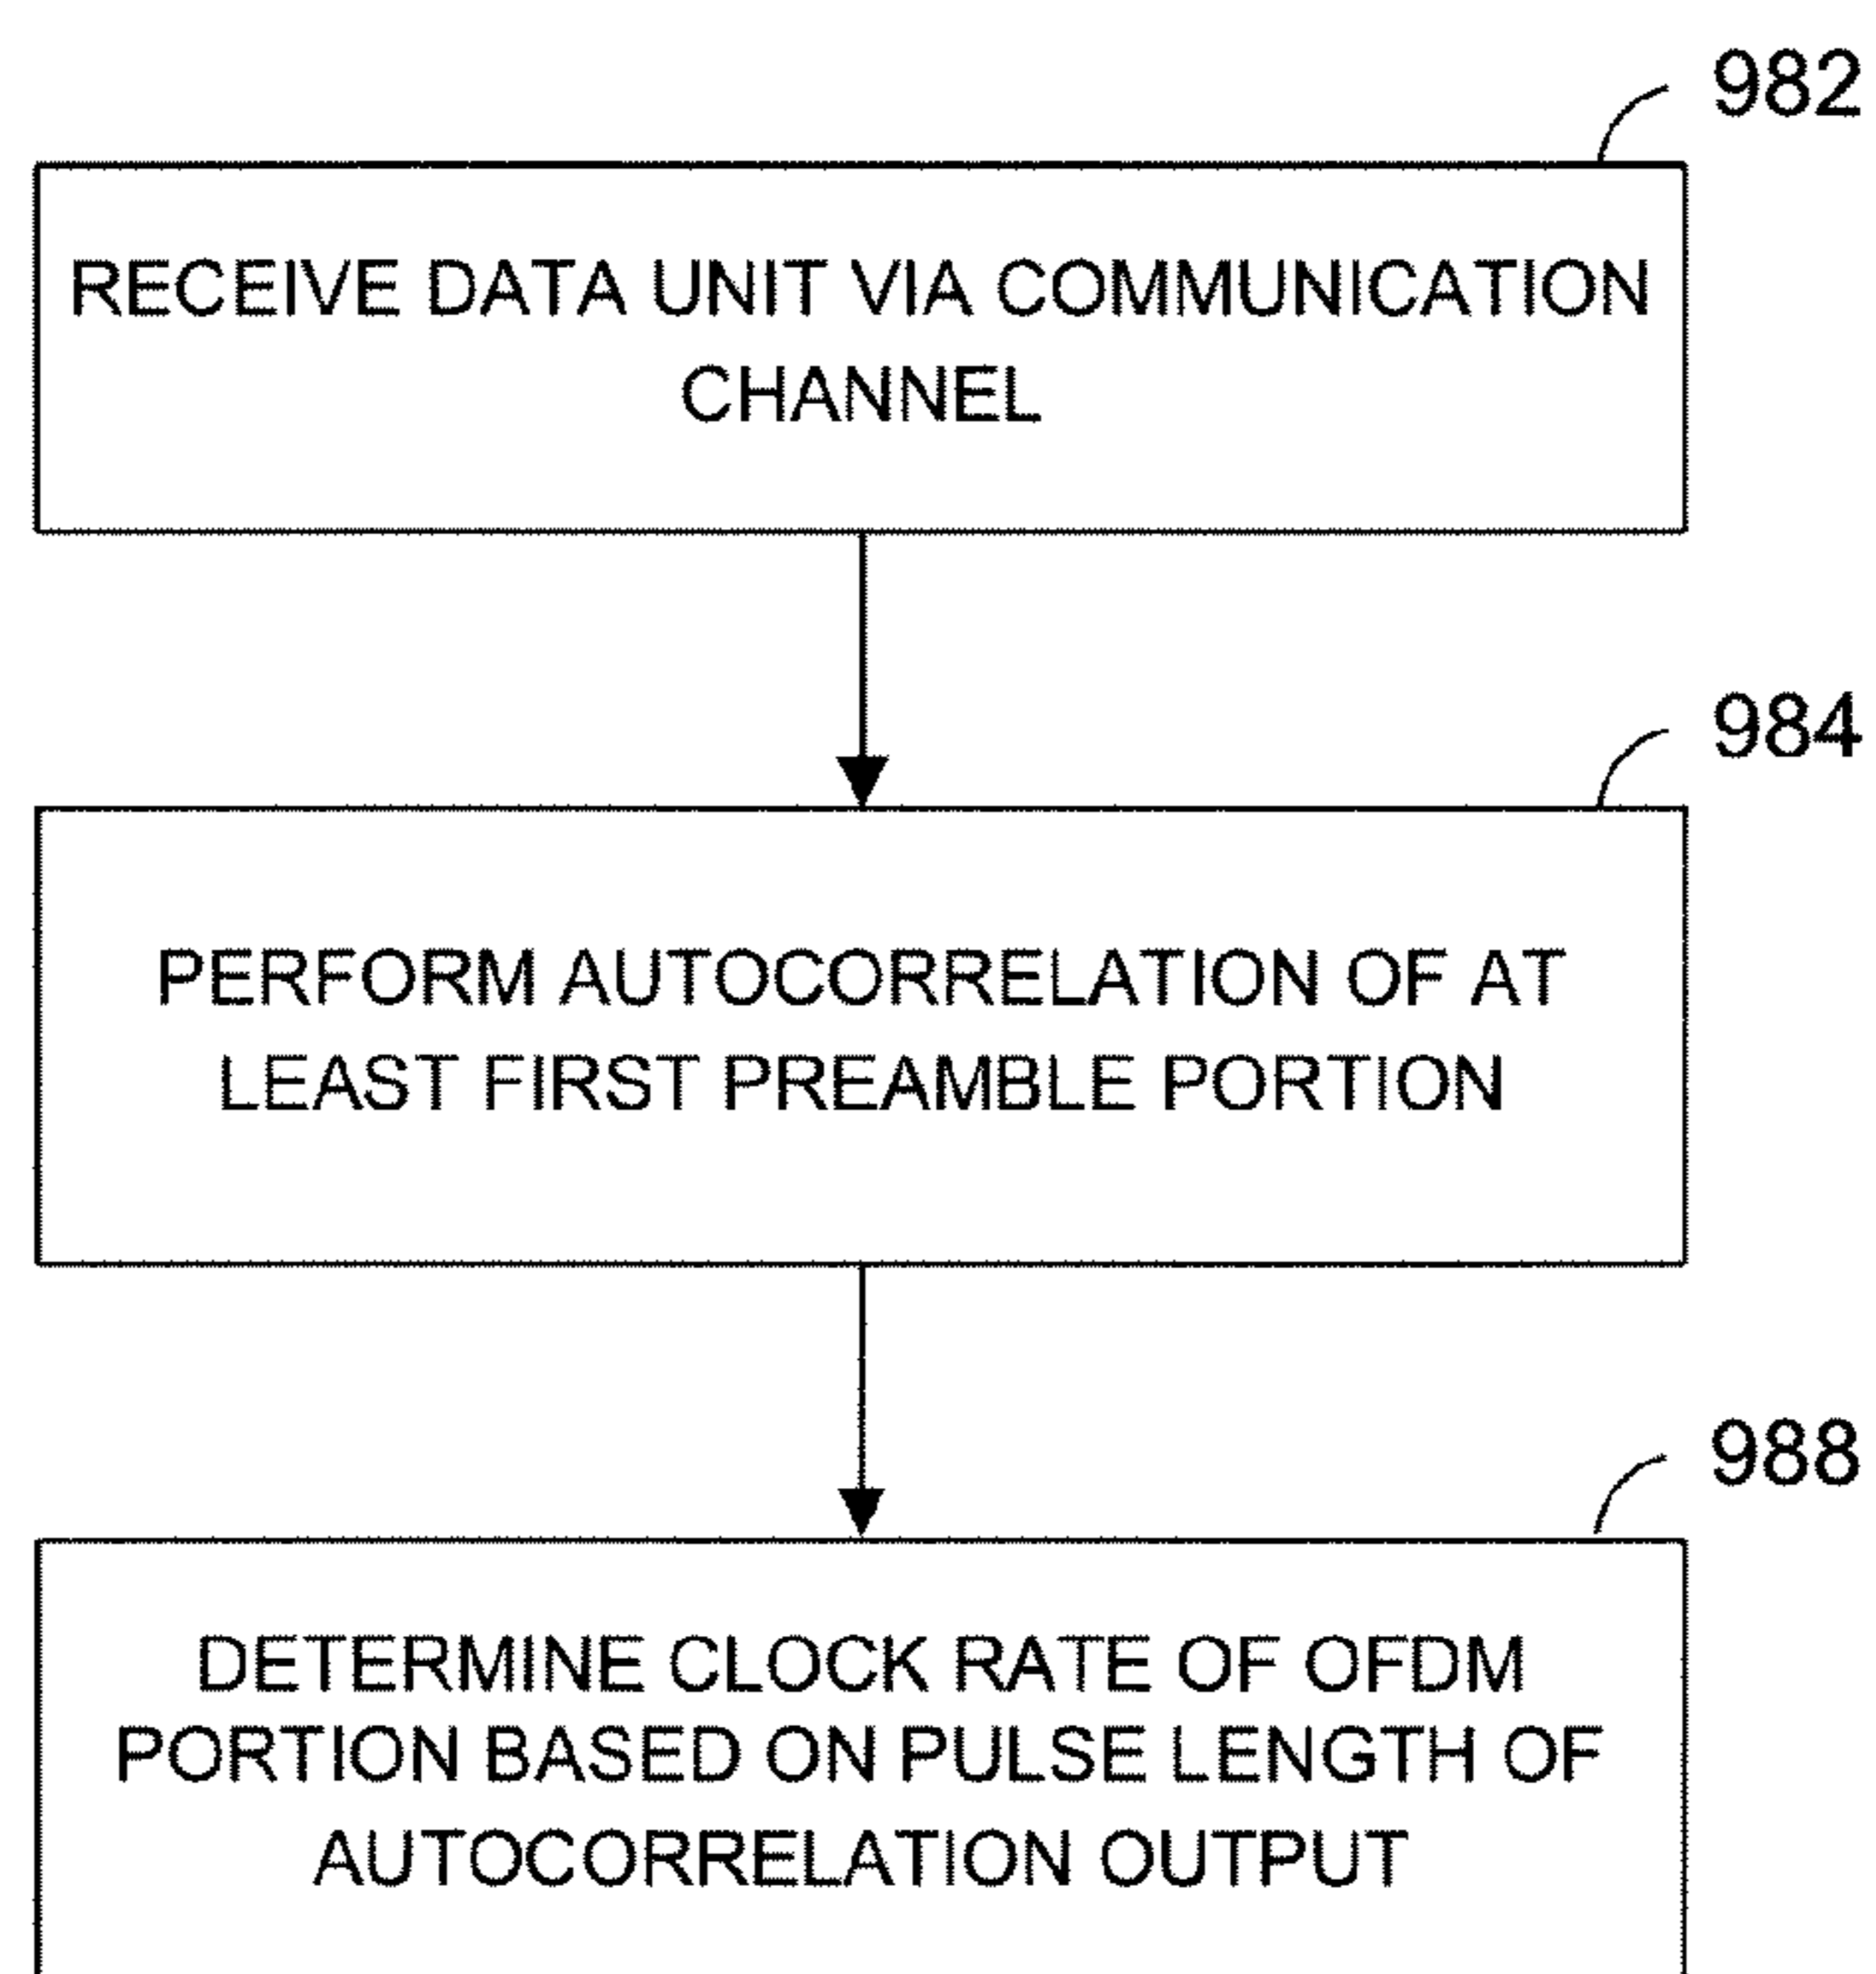 982
RECEIVE DATA UNIT VIA COMMUNICATION
CHANNEL
984
PERFORM AUTOCORRELATION OF AT
LEAST FIRST PREAMBLE PORTION
988
DETERMINE CLOCK RATE OF OFDM
PORTION BASED ON PULSE LENGTH OF
AUTOCORRELATION OUTPUT